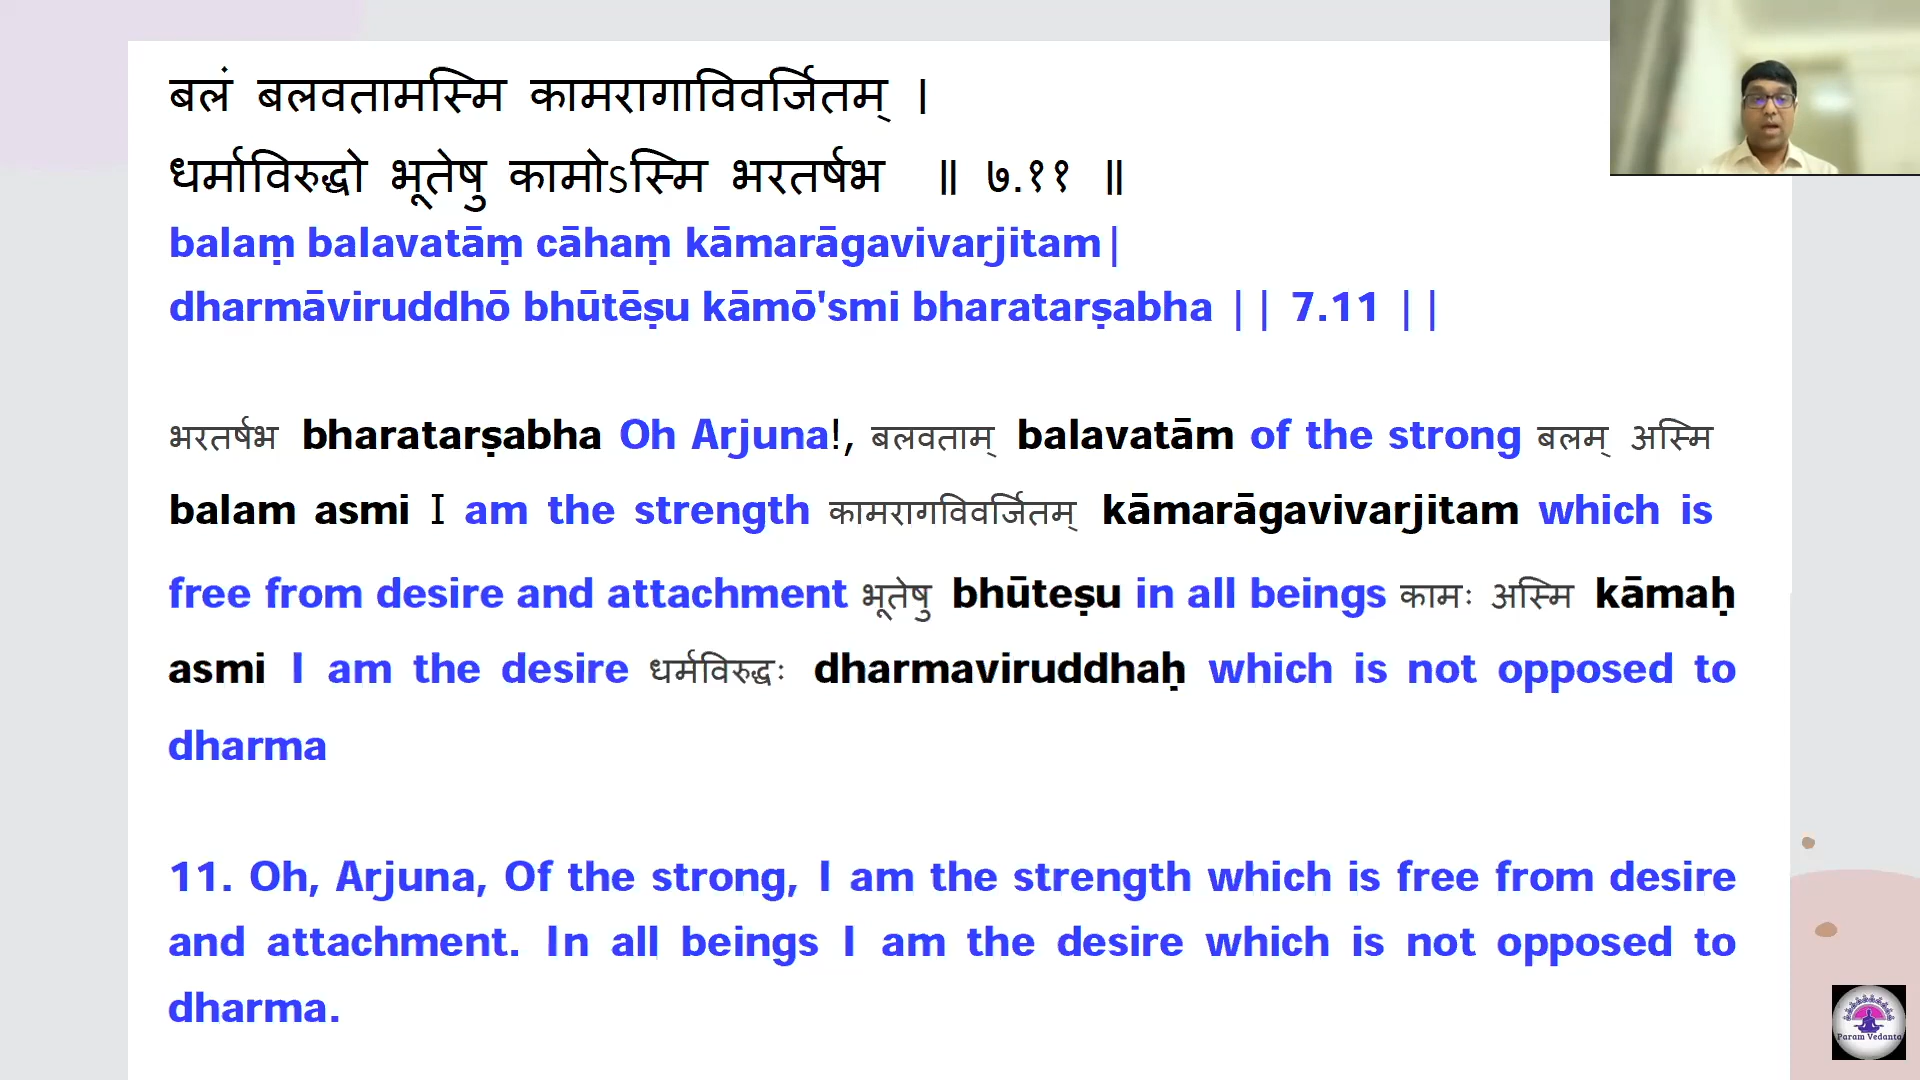 बलं बलवतामस्मि कामरागाविवर्जितम् ।
धर्माविरुद्धो भूतेषु कामोऽस्मि भरतर्षभ ॥ ७.११ ॥
balaṃ balavatāṃ cāhaṃ kāmarāgavivarjitam|
dharmāviruddhō bhūtēṣu kāmō'smi bharatarṣabha || 7.11 ||
भरतर्षभ bharatarṣabha Oh Arjuna!, बलवताम् balavatām of the strong बलम् अस्मि
balam asmi I am the strength कामरागविवर्जितम् kāmarāgavivarjitam which is
free from desire and attachment भूतेषु bhūteṣu in all beings कामः अस्मि kāmaḥ
asmi I am the desire धर्मविरुद्धः dharmaviruddhaḥ which is not opposed to
dharma
11. Oh, Arjuna, Of the strong, I am the strength which is free from desire
and attachment. In all beings I am the desire which is not opposed to
dharma.
Param Vedanta